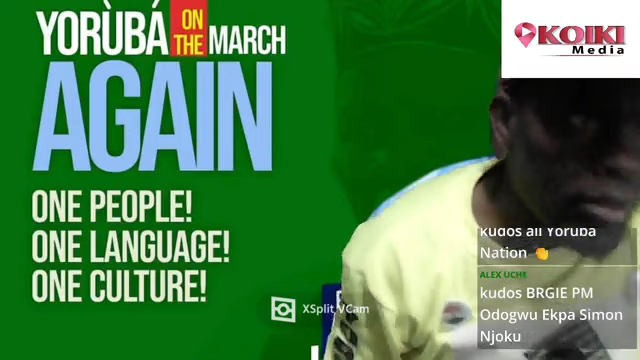 YORÙBÁ ON THE MARCH
AGAIN
ONE PEOPLE!
ONE LANGUAGE!
ONE CULTURE!
XSplit VCam
KOIKI
Media
kudos all Yoruba
Nation 👏
ALEX UCHE
kudos BRGIE PM
Odogwu Ekpa Simon
Njoku